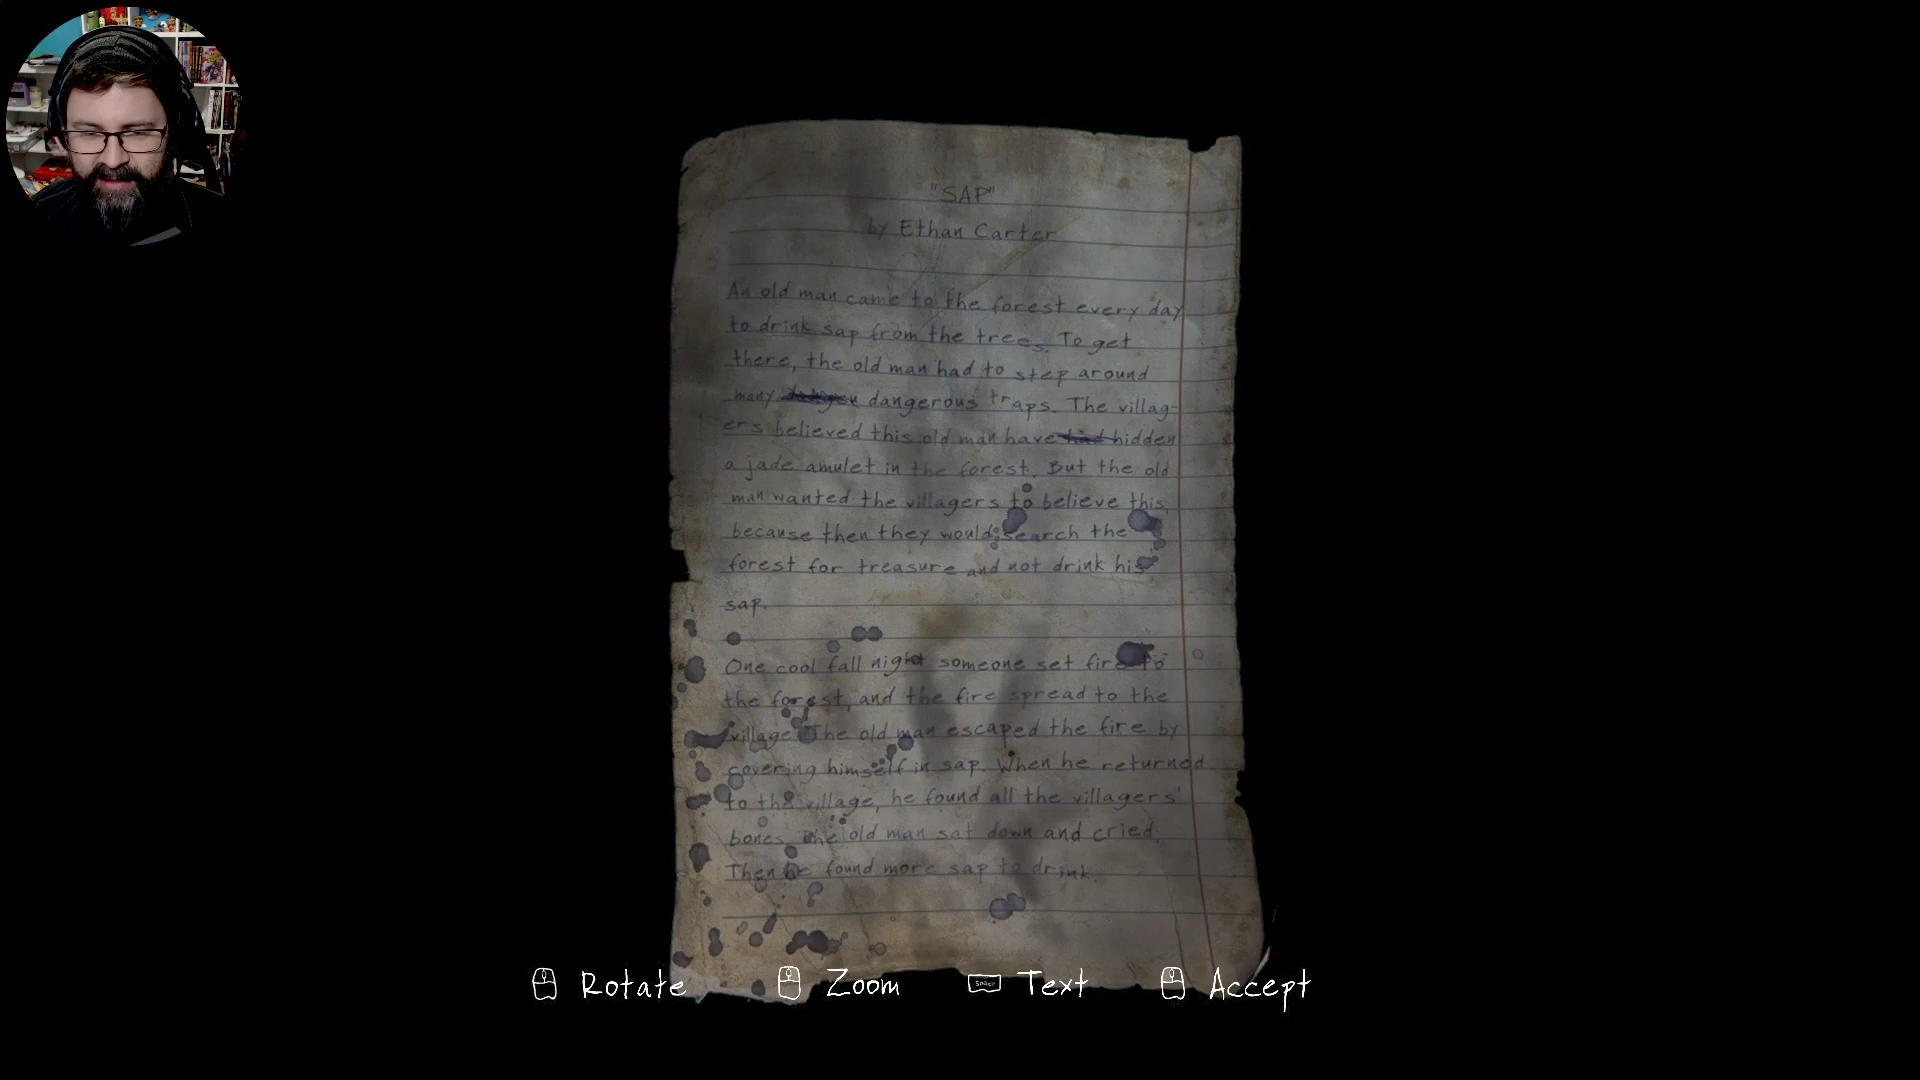 "SAP"
by Ethan Carter
An old man came to the forest every day
to drink sap from the trees. To get
there, the old man had to step around
many dangerous traps. The villag-
ers believed this old man have had hidden
a jade amulet in the forest. But the old
man wanted the villagers to believe this,
because then they would search the
forest for treasure and not drink his
sap.
One cool fall night someone set fire to
the forest, and the fire spread to the
village. The old man escaped the fire by
covering himself in sap. When he returned
to the village, he found all the villagers'
bones. The old man sat down and cried.
Then he found more sap to drink.
Rotate Zoom Space Text Accept